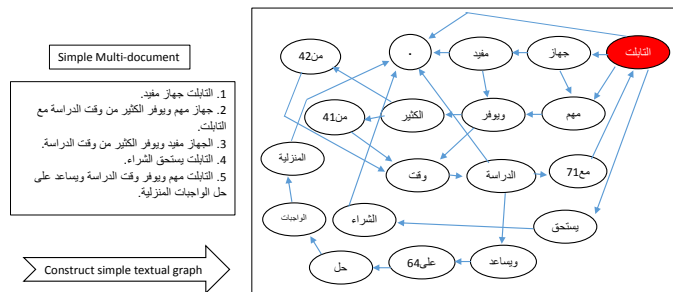 Simple Multi-document
1. التابلت جهاز مفيد.
2. جهاز مهم ويوفر الكثير من وقت الدراسة مع
التابلت.
3. الجهاز مفيد ويوفر الكثير من وقت الدراسة.
4. التابلت يستحق الشراء.
5. التابلت مهم ويوفر وقت الدراسة ويساعد على
حل الواجبات المنزلية.
Construct simple textual graph
التابلت
جهاز
مفيد
.
من42
مهم
ويوفر
الكثير
من41
المنزلية
مع71
الدراسة
وقت
يستحق
الشراء
الواجبات
ويساعد
على64
حل